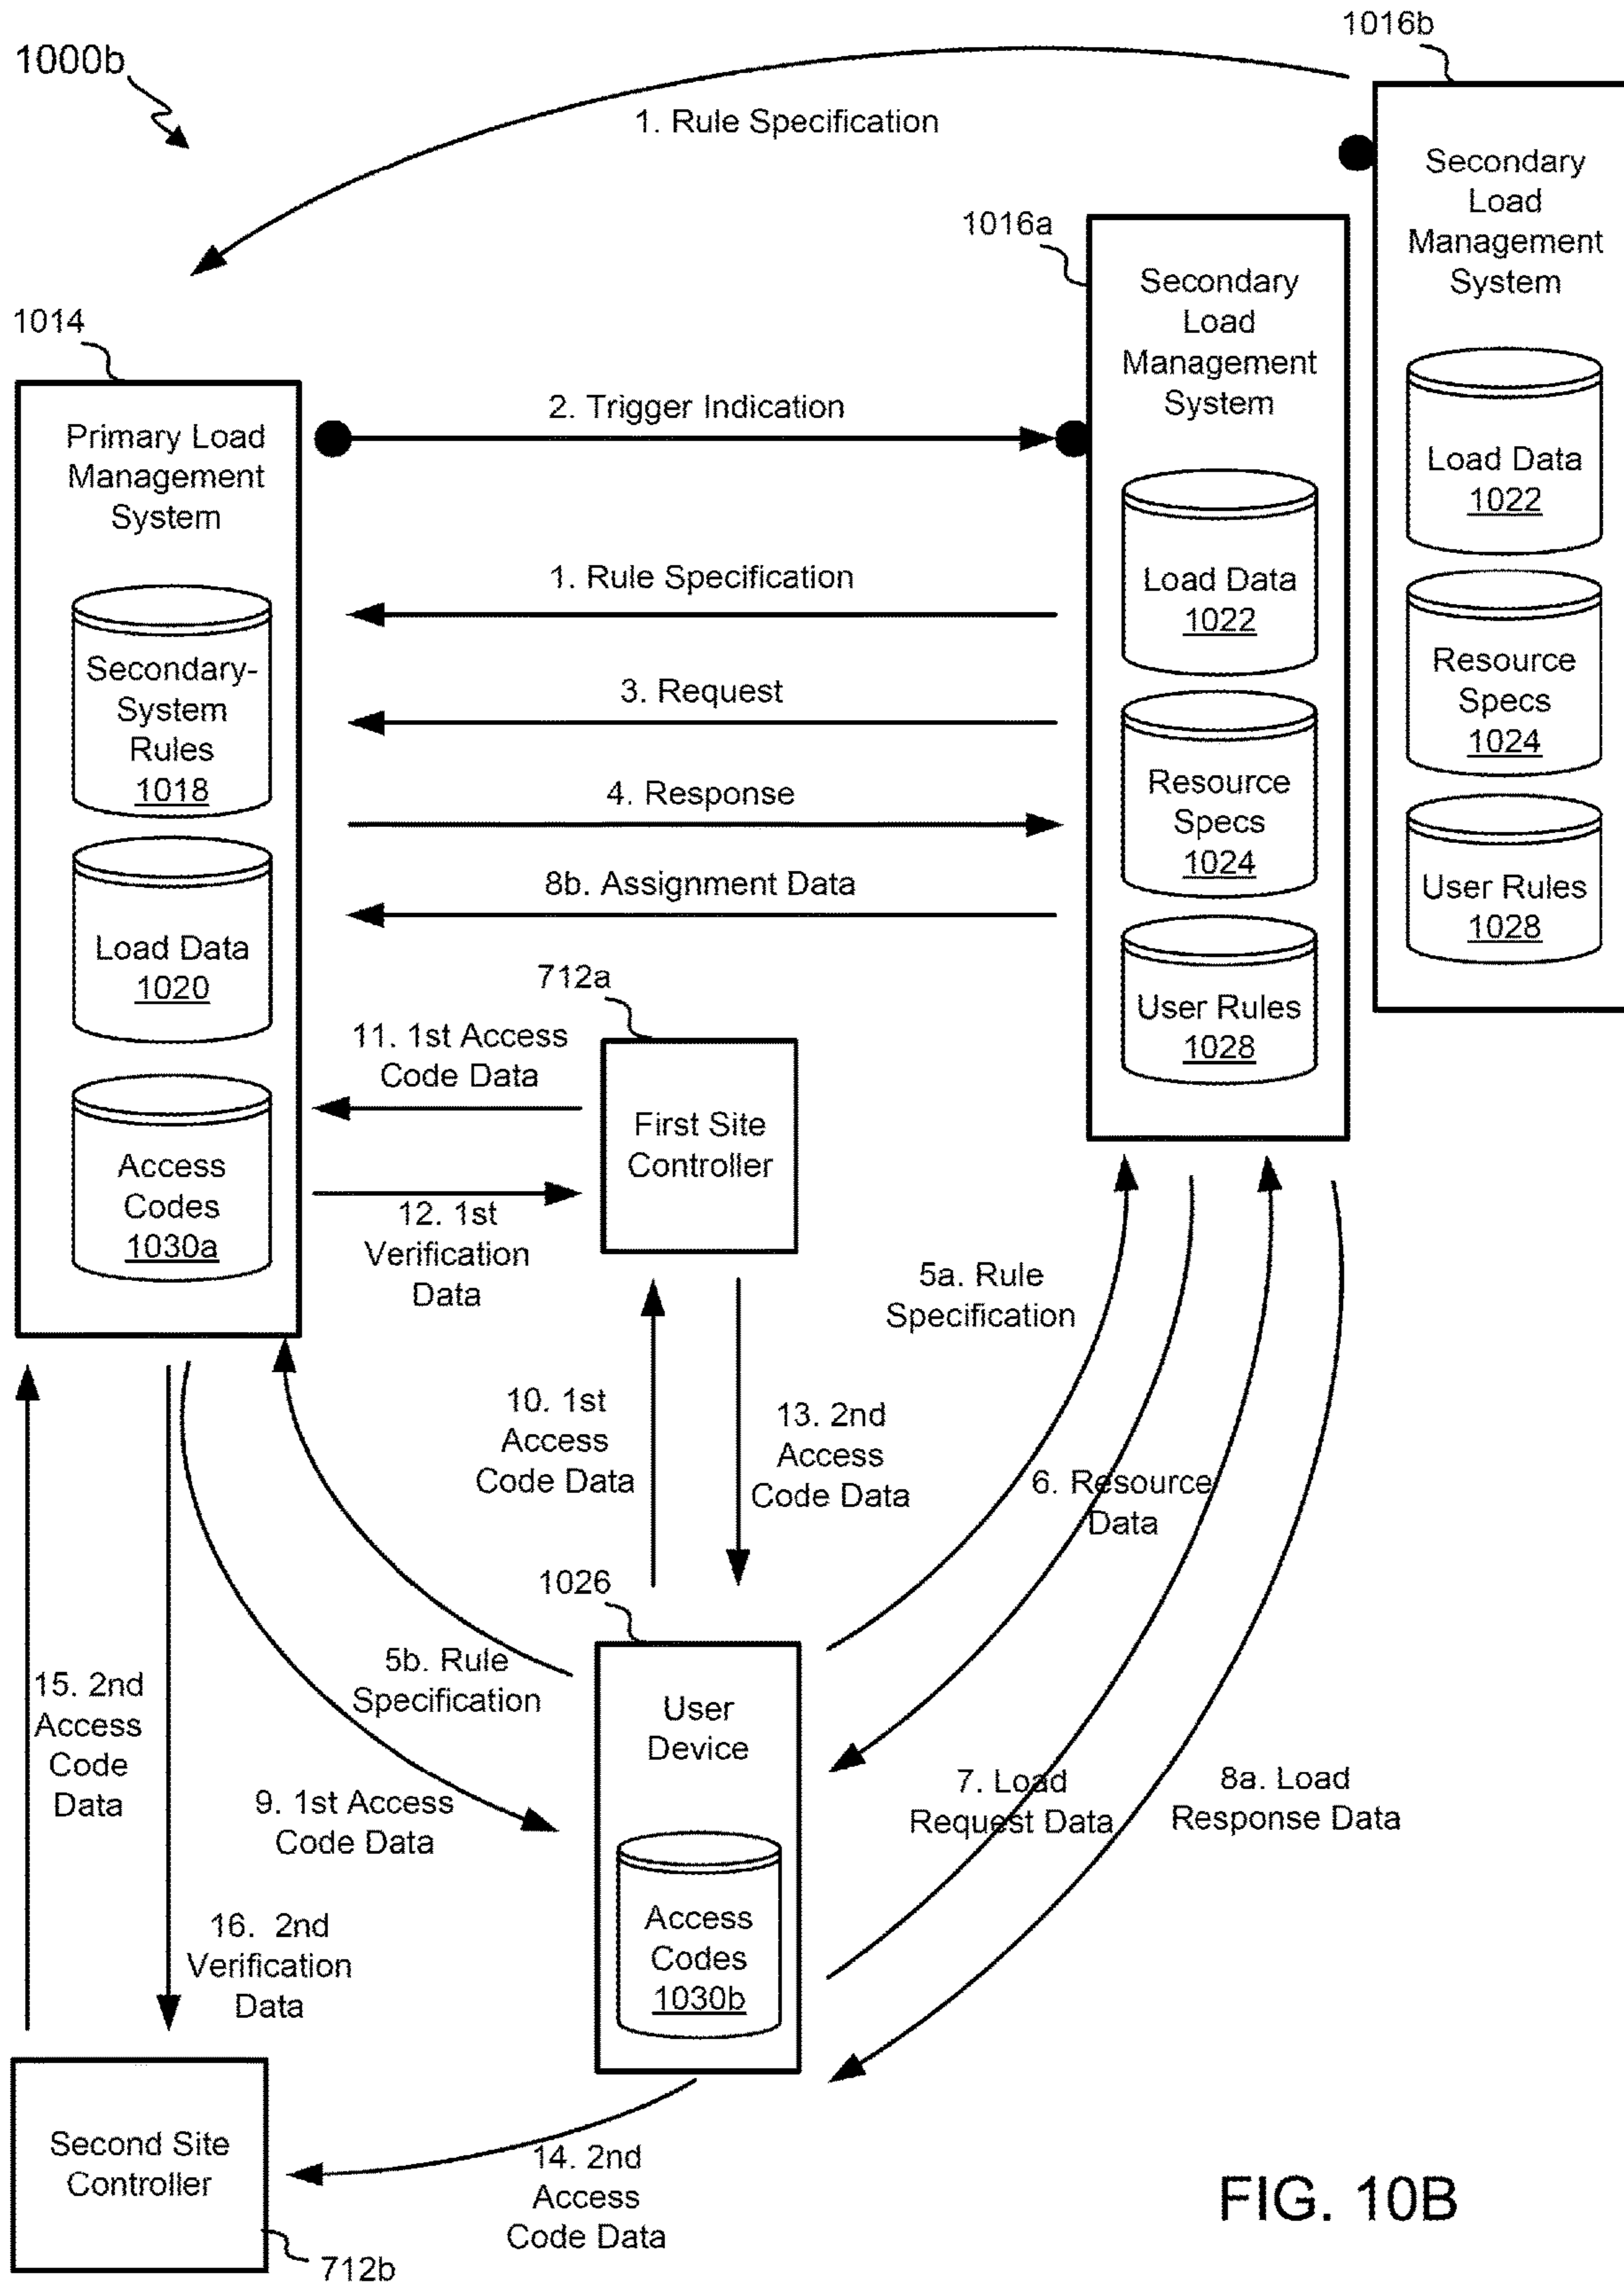 1000b
1016b
1. Rule Specification
Secondary
Load
Management
System
Load Data
1022
Resource
Specs
1024
User Rules
1028
1016a
Secondary
Load
Management
System
Load Data
1022
Resource
Specs
1024
User Rules
1028
1014
Primary Load
Management
System
Secondary-
System
Rules
1018
Load Data
1020
Access
Codes
1030a
2. Trigger Indication
1. Rule Specification
3. Request
4. Response
8b. Assignment Data
712a
First Site
Controller
11. 1st Access
Code Data
12. 1st
Verification
Data
10. 1st
Access
Code Data
13. 2nd
Access
Code Data
5a. Rule
Specification
6. Resource
Data
7. Load
Request Data
8a. Load
Response Data
1026
User
Device
Access
Codes
1030b
5b. Rule
Specification
9. 1st Access
Code Data
15. 2nd
Access
Code
Data
16. 2nd
Verification
Data
Second Site
Controller
712b
14. 2nd
Access
Code Data
FIG. 10B